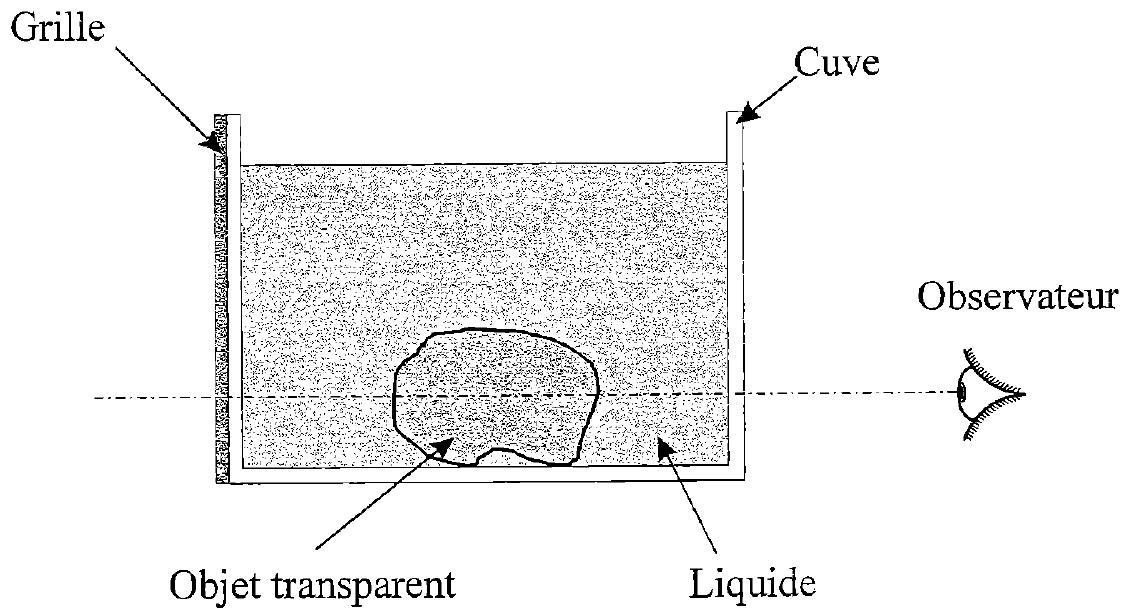 Grille
Cuve
Observateur
Objet transparent
Liquide